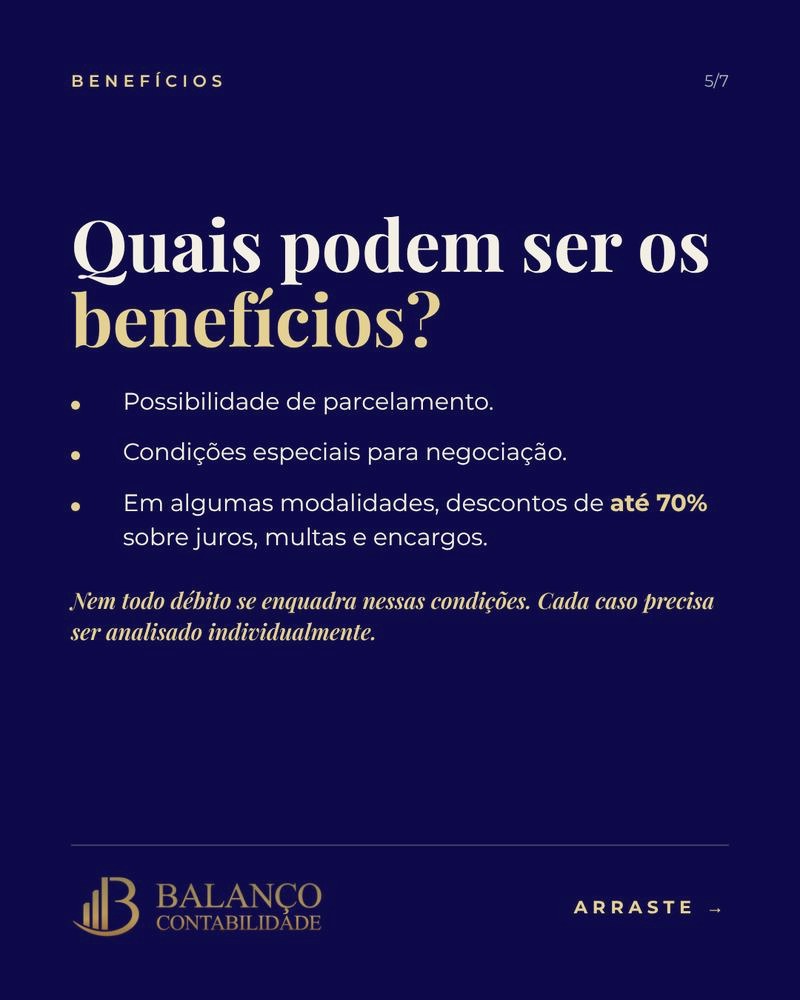 BENEFÍCIOS
5/7
Quais podem ser os
benefícios?
• Possibilidade de parcelamento.
• Condições especiais para negociação.
• Em algumas modalidades, descontos de até 70%
sobre juros, multas e encargos.
Nem todo débito se enquadra nessas condições. Cada caso precisa
ser analisado individualmente.
BALANÇO
CONTABILIDADE
ARRASTE →